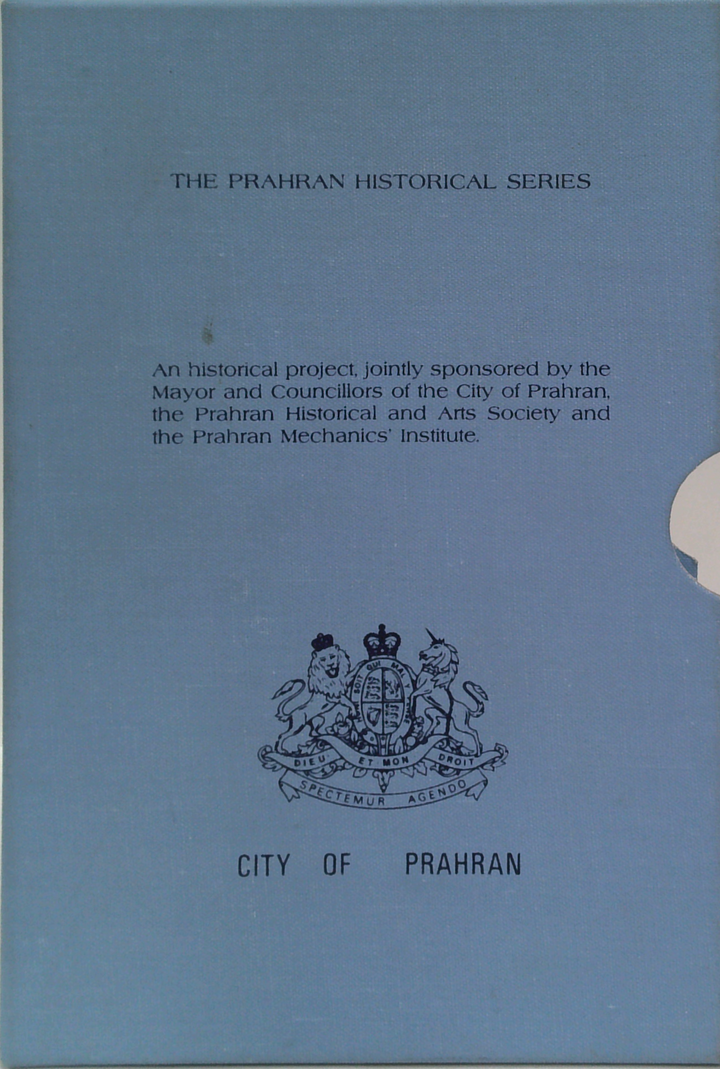 THE PRAHRAN HISTORICAL SERIES
An historical project, jointly sponsored by the
Mayor and Councillors of the City of Prahran,
the Prahran Historical and Arts Society and
the Prahran Mechanics' Institute.
SOIT QUI MAL Y
DIEU ET MON DROIT
SPECTEMUR AGENDO
CITY OF PRAHRAN